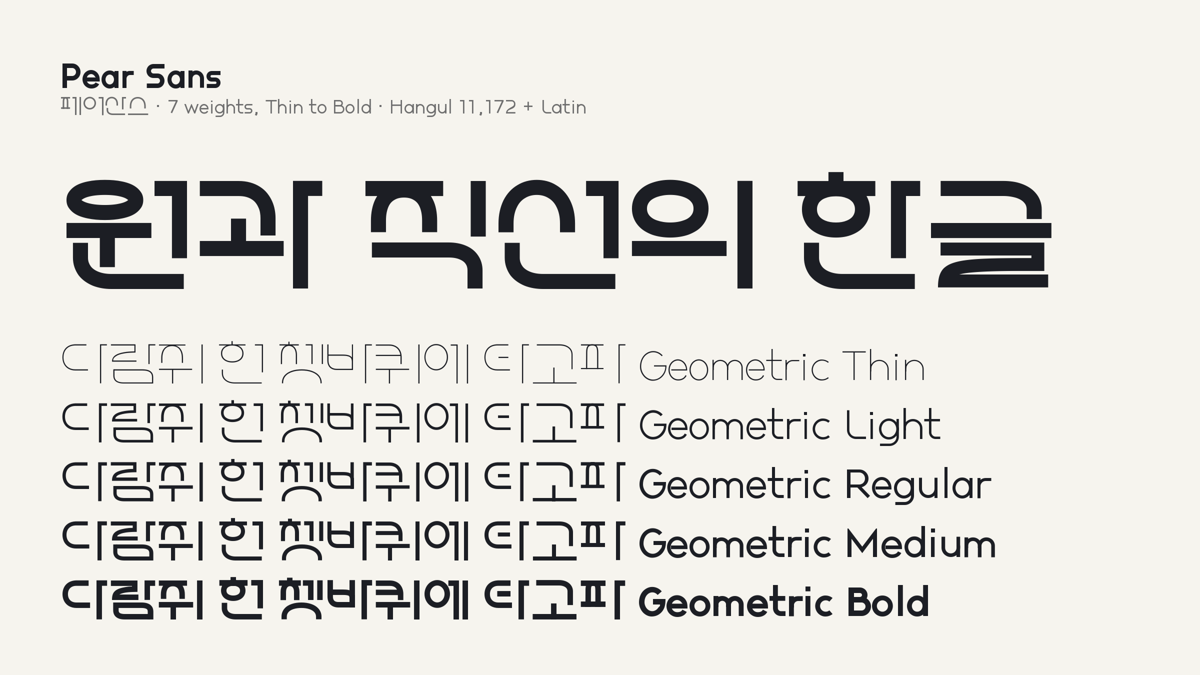 Pear Sans
페어산스 · 7 weights, Thin to Bold · Hangul 11,172 + Latin
원과 직선의 한글
다람쥐 헌 쳇바퀴에 타고파 Geometric Thin
다람쥐 헌 쳇바퀴에 타고파 Geometric Light
다람쥐 헌 쳇바퀴에 타고파 Geometric Regular
다람쥐 헌 쳇바퀴에 타고파 Geometric Medium
다람쥐 헌 쳇바퀴에 타고파 Geometric Bold